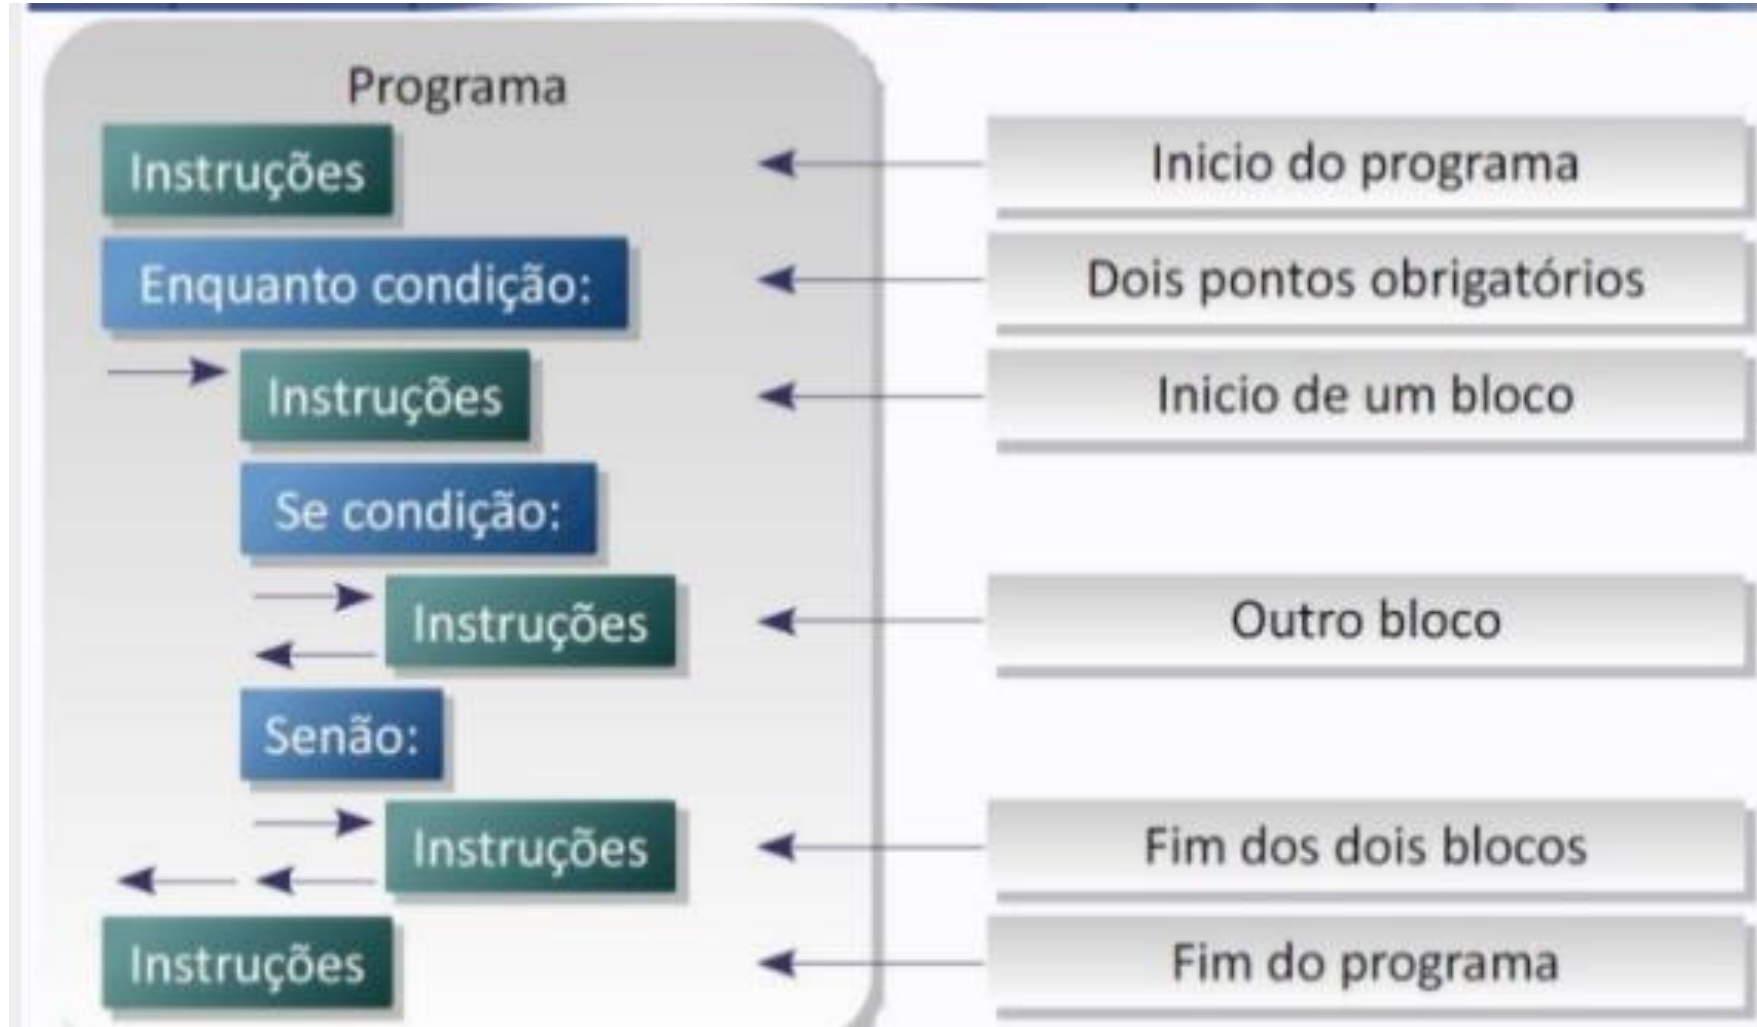 Programa
Instruções
Inicio do programa
Enquanto condição:
Dois pontos obrigatórios
Instruções
Inicio de um bloco
Se condição:
Instruções
Outro bloco
Senão:
Instruções
Fim dos dois blocos
Instruções
Fim do programa